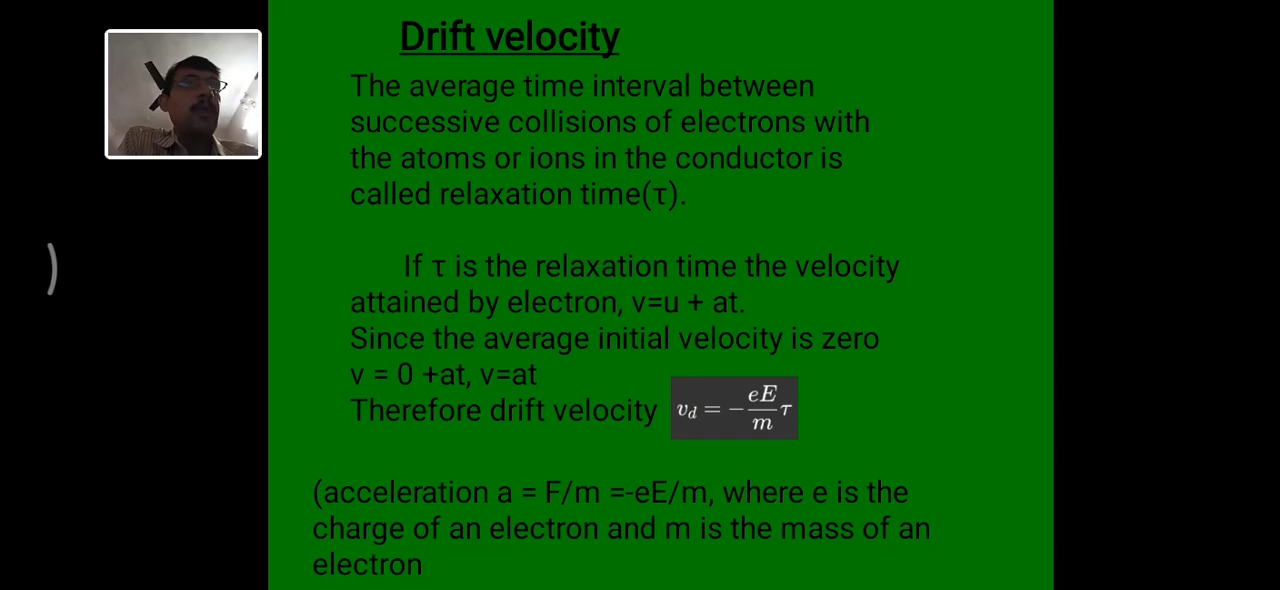 Drift velocity
The average time interval between
successive collisions of electrons with
the atoms or ions in the conductor is
called relaxation time(τ).
If τ is the relaxation time the velocity
attained by electron, v=u + at.
Since the average initial velocity is zero
v = 0 +at, v=at
Therefore drift velocity v_d = -\frac{eE}{m}τ
(acceleration a = F/m =-eE/m, where e is the
charge of an electron and m is the mass of an
electron